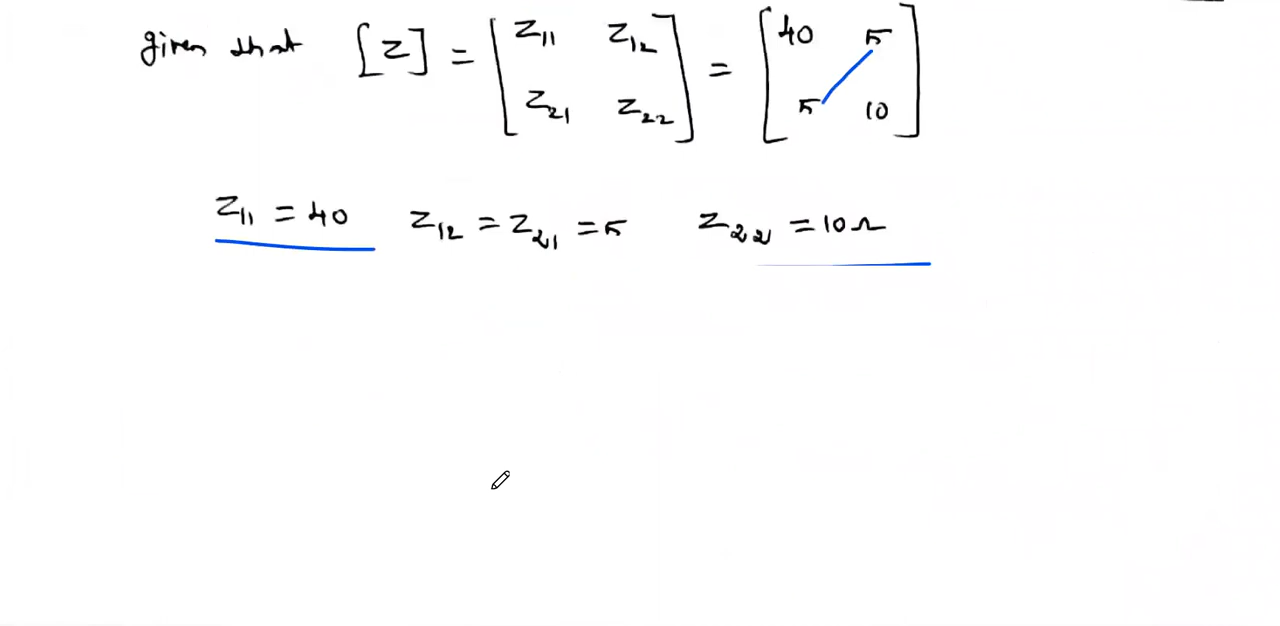 given that [Z] = [Z11 Z12 Z21 Z22] = [40 5 5 10]
Z11 = 40 Z12 = Z21 = 5 Z22 = 10Ω